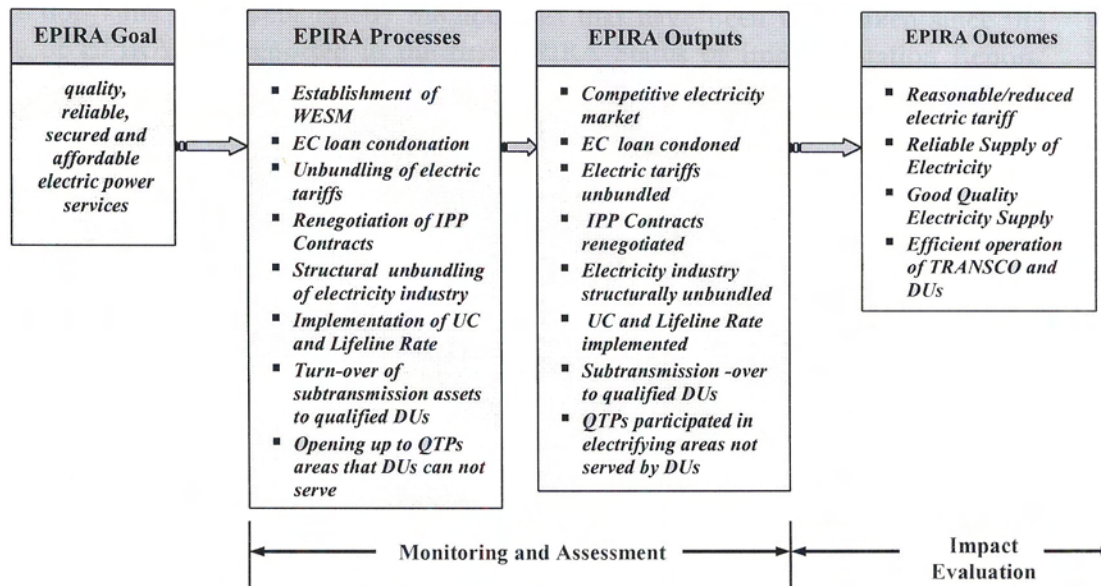 EPIRA Goal
quality,
reliable,
secured and
affordable
electric power
services
EPIRA Processes
▪ Establishment of
WESM
▪ EC loan condonation
▪ Unbundling of electric
tariffs
▪ Renegotiation of IPP
Contracts
▪ Structural unbundling
of electricity industry
▪ Implementation of UC
and Lifeline Rate
▪ Turn-over of
subtransmission assets
to qualified DUs
▪ Opening up to QTPs
areas that DUs can not
serve
EPIRA Outputs
▪ Competitive electricity
market
▪ EC loan condoned
▪ Electric tariffs
unbundled
▪ IPP Contracts
renegotiated
▪ Electricity industry
structurally unbundled
▪ UC and Lifeline Rate
implemented
▪ Subtransmission -over
to qualified DUs
▪ QTPs participated in
electrifying areas not
served by DUs
EPIRA Outcomes
▪ Reasonable/reduced
electric tariff
▪ Reliable Supply of
Electricity
▪ Good Quality
Electricity Supply
▪ Efficient operation
of TRANSCO and
DUs
Monitoring and Assessment
Impact
Evaluation